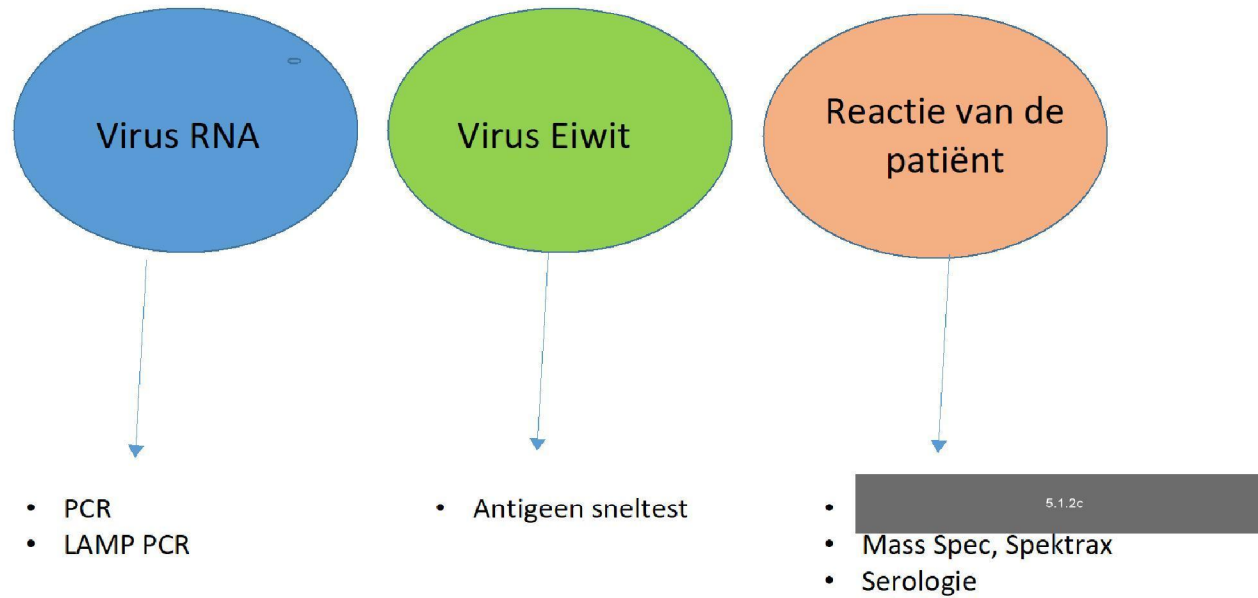 Virus RNA
Virus Eiwit
Reactie van de
patiënt
• PCR
• LAMP PCR
• Antigeen sneltest
• 5.1.2c
• Mass Spec, Spektrax
• Serologie